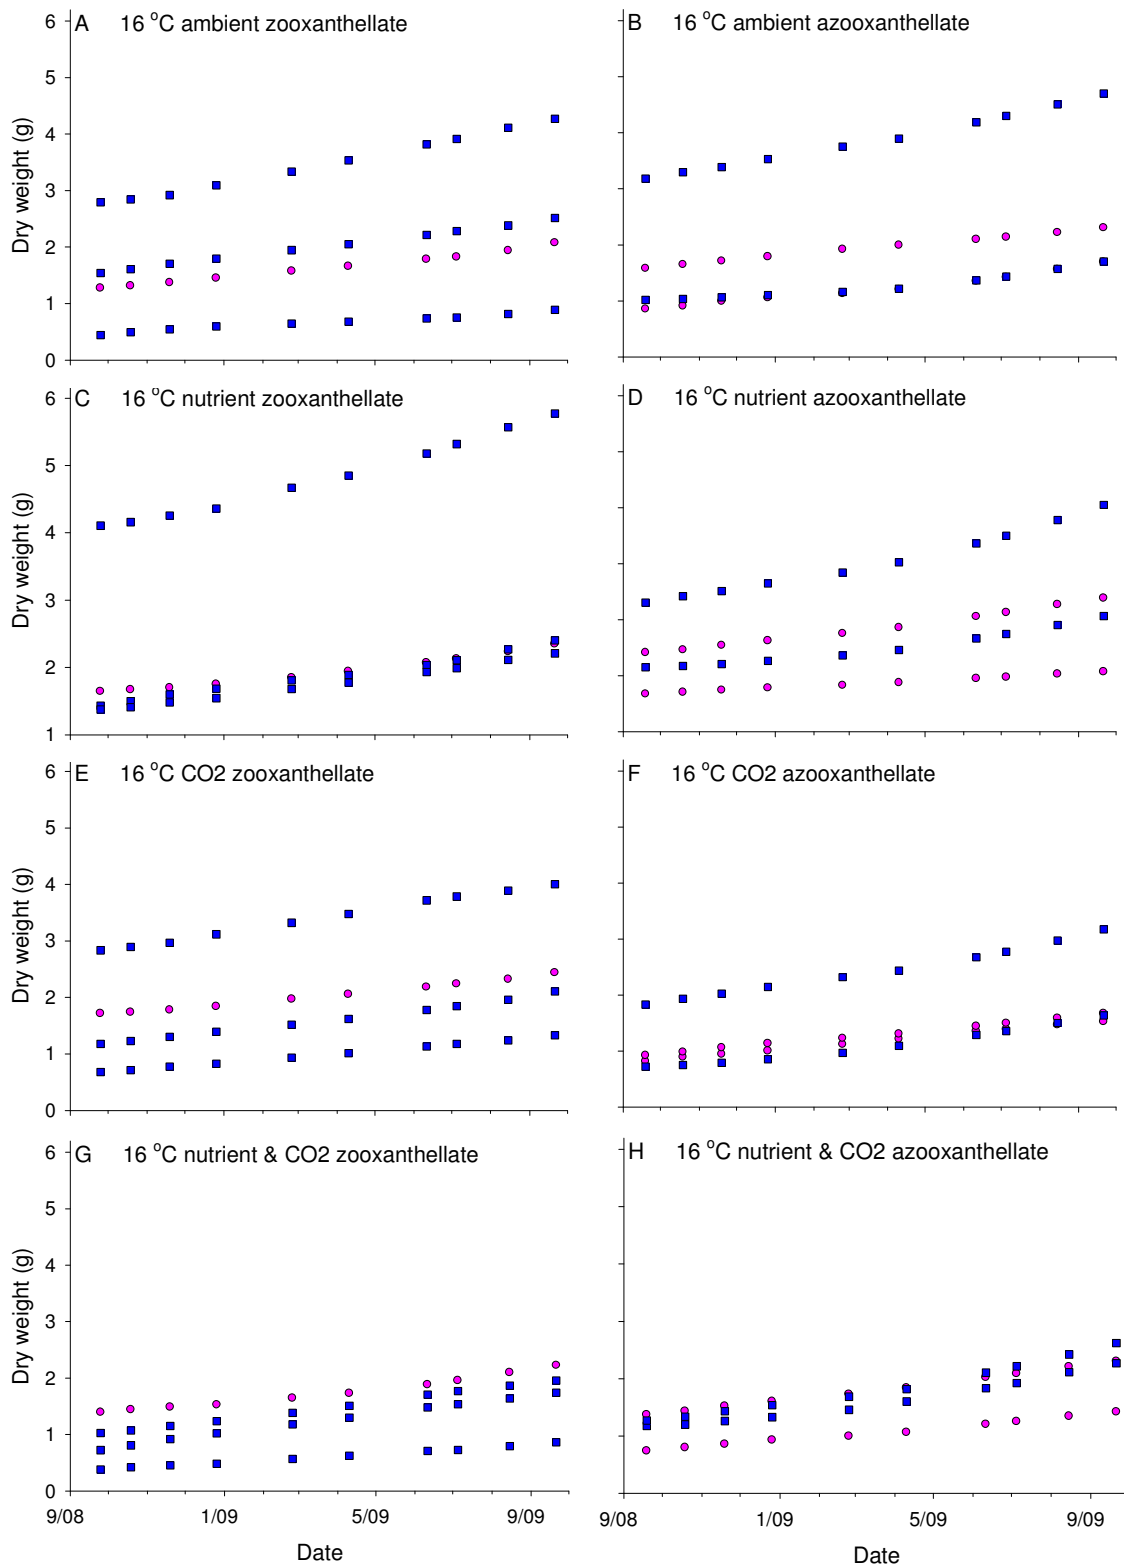 A 16 °C ambient zooxanthellate
6
5
4
3
2
1
0
Dry weight (g)
B 16 °C ambient azooxanthellate
C 16 °C nutrient zooxanthellate
6
5
4
3
2
1
Dry weight (g)
D 16 °C nutrient azooxanthellate
E 16 °C CO2 zooxanthellate
6
5
4
3
2
1
0
Dry weight (g)
F 16 °C CO2 azooxanthellate
G 16 °C nutrient & CO2 zooxanthellate
6
5
4
3
2
1
0
Dry weight (g)
9/08 1/09 5/09 9/09
Date
H 16 °C nutrient & CO2 azooxanthellate
9/08 1/09 5/09 9/09
Date